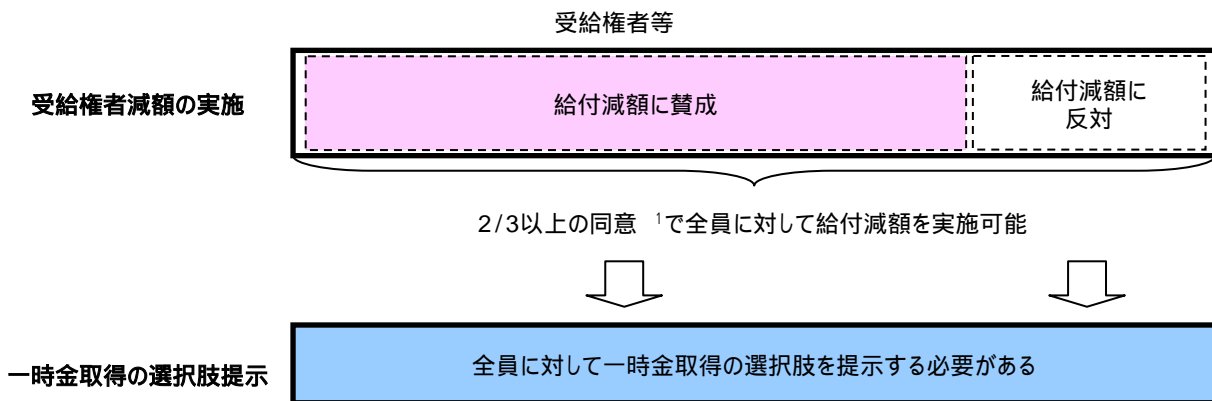 受給権者等
受給権者減額の実施
給付減額に賛成
給付減額に
反対
2/3以上の同意 1で全員に対して給付減額を実施可能
一時金取得の選択肢提示
全員に対して一時金取得の選択肢を提示する必要がある